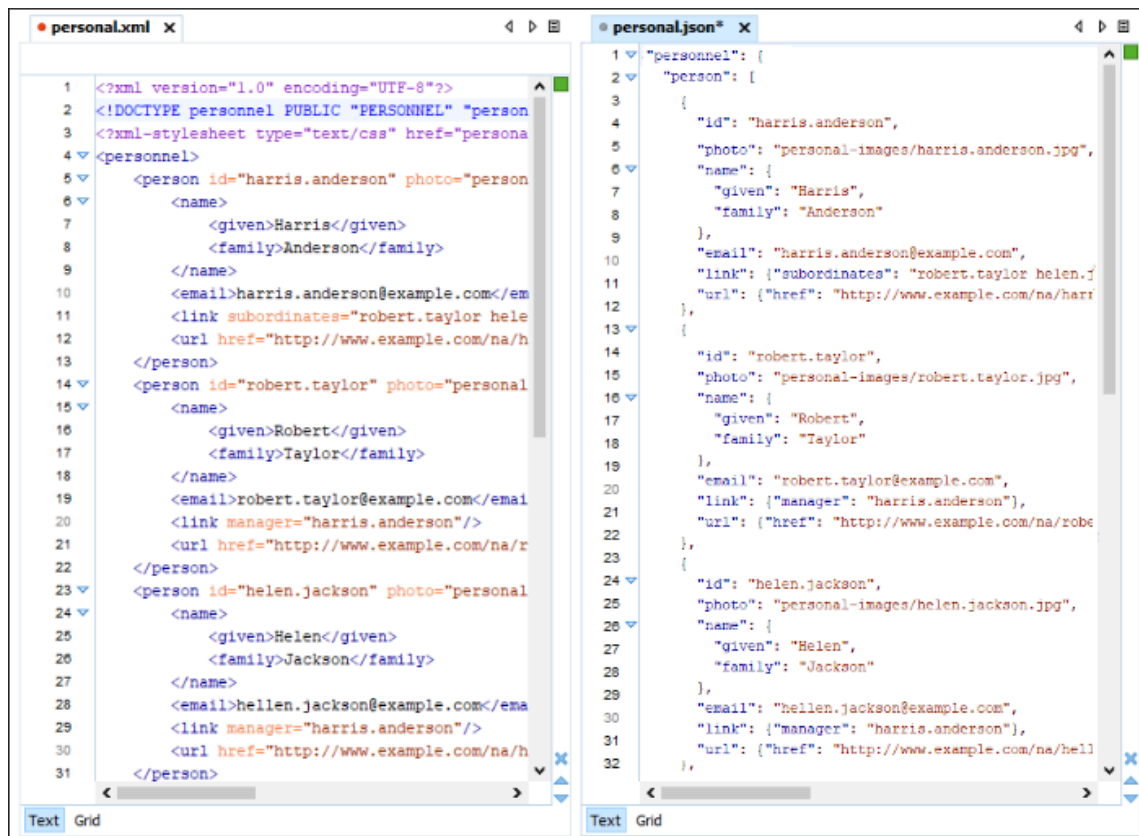 personal.xml
1 <?xml version="1.0" encoding="UTF-8"?>
2 <!DOCTYPE personnel PUBLIC "PERSONNEL" "person
3 <?xml-stylesheet type="text/css" href="persona
4 <personnel>
5 <person id="harris.anderson" photo="person
6 <name>
7 <given>Harris</given>
8 <family>Anderson</family>
9 </name>
10 <email>harris.anderson@example.com</em
11 <link subordinates="robert.taylor hele
12 <url href="http://www.example.com/na/h
13 </person>
14 <person id="robert.taylor" photo="personal
15 <name>
16 <given>Robert</given>
17 <family>Taylor</family>
18 </name>
19 <email>robert.taylor@example.com</emai
20 <link manager="harris.anderson"/>
21 <url href="http://www.example.com/na/r
22 </person>
23 <person id="helen.jackson" photo="personal
24 <name>
25 <given>Helen</given>
26 <family>Jackson</family>
27 </name>
28 <email>hellen.jackson@example.com</ema
29 <link manager="harris.anderson"/>
30 <url href="http://www.example.com/na/h
31 </person>
Text Grid
personal.json*
1 "personnel": {
2 "person": [
3 {
4 "id": "harris.anderson",
5 "photo": "personal-images/harris.anderson.jpg",
6 "name": {
7 "given": "Harris",
8 "family": "Anderson"
9 },
10 "email": "harris.anderson@example.com",
11 "link": {"subordinates": "robert.taylor helen.j
12 "url": {"href": "http://www.example.com/na/harr
},
13 {
14 "id": "robert.taylor",
15 "photo": "personal-images/robert.taylor.jpg",
16 "name": {
17 "given": "Robert",
18 "family": "Taylor"
19 },
20 "email": "robert.taylor@example.com",
21 "link": {"manager": "harris.anderson"},
22 "url": {"href": "http://www.example.com/na/robe
},
23 {
24 "id": "helen.jackson",
25 "photo": "personal-images/helen.jackson.jpg",
26 "name": {
27 "given": "Helen",
28 "family": "Jackson"
29 },
30 "email": "hellen.jackson@example.com",
31 "link": {"manager": "harris.anderson"},
32 "url": {"href": "http://www.example.com/na/hell
},
Text Grid